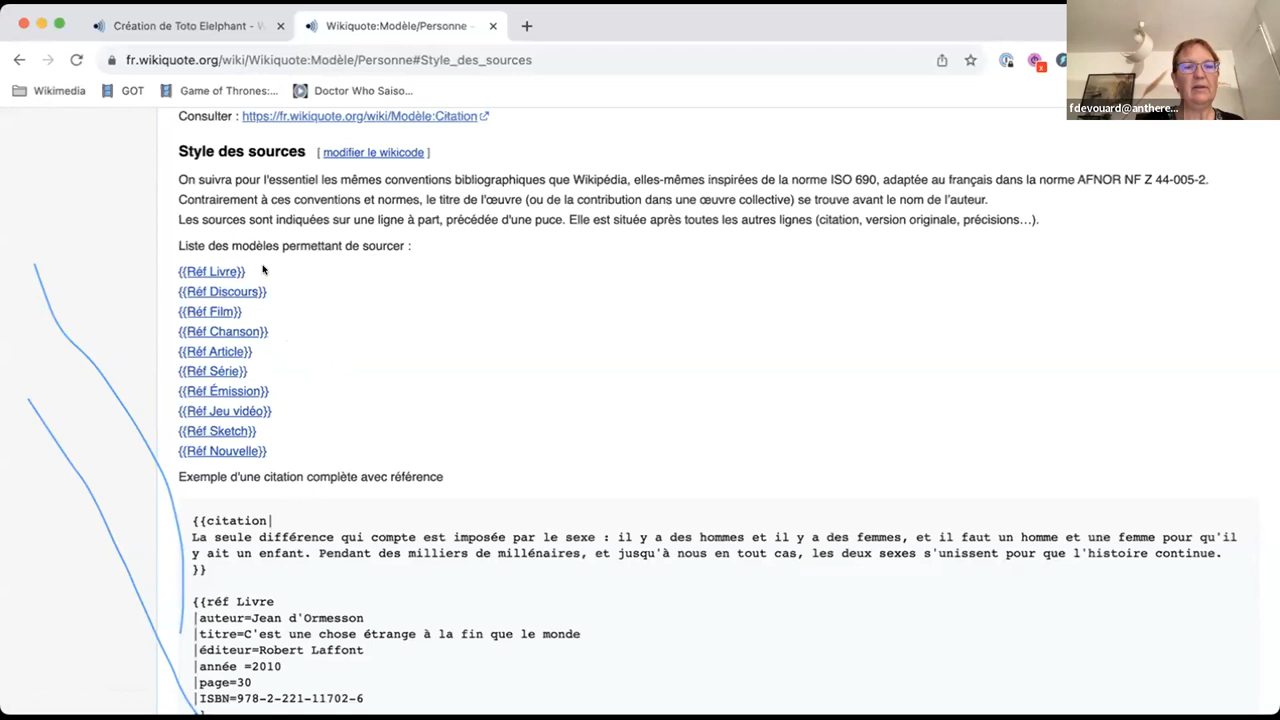 Création de Toto Elelphant - W
Wikiquote:Modèle/Personne -
fr.wikiquote.org/wiki/Wikiquote:Modèle/Personne#Style_des_sources
Wikimedia
GOT
Game of Thrones:...
Doctor Who Saiso...
fdevouard@anthere...
Consulter : https://fr.wikiquote.org/wiki/Modèle:Citation
Style des sources [ modifier le wikicode ]
On suivra pour l'essentiel les mêmes conventions bibliographiques que Wikipédia, elles-mêmes inspirées de la norme ISO 690, adaptée au français dans la norme AFNOR NF Z 44-005-2.
Contrairement à ces conventions et normes, le titre de l'œuvre (ou de la contribution dans une œuvre collective) se trouve avant le nom de l'auteur.
Les sources sont indiquées sur une ligne à part, précédée d'une puce. Elle est située après toutes les autres lignes (citation, version originale, précisions…).
Liste des modèles permettant de sourcer :
{{Réf Livre}}
{{Réf Discours}}
{{Réf Film}}
{{Réf Chanson}}
{{Réf Article}}
{{Réf Série}}
{{Réf Émission}}
{{Réf Jeu vidéo}}
{{Réf Sketch}}
{{Réf Nouvelle}}
Exemple d'une citation complète avec référence
{{citation|
La seule différence qui compte est imposée par le sexe : il y a des hommes et il y a des femmes, et il faut un homme et une femme pour qu'il
y ait un enfant. Pendant des milliers de millénaires, et jusqu'à nous en tout cas, les deux sexes s'unissent pour que l'histoire continue.
}}
{{réf Livre
|auteur=Jean d'Ormesson
|titre=C'est une chose étrange à la fin que le monde
|éditeur=Robert Laffont
|année =2010
|page=30
|ISBN=978-2-221-11702-6